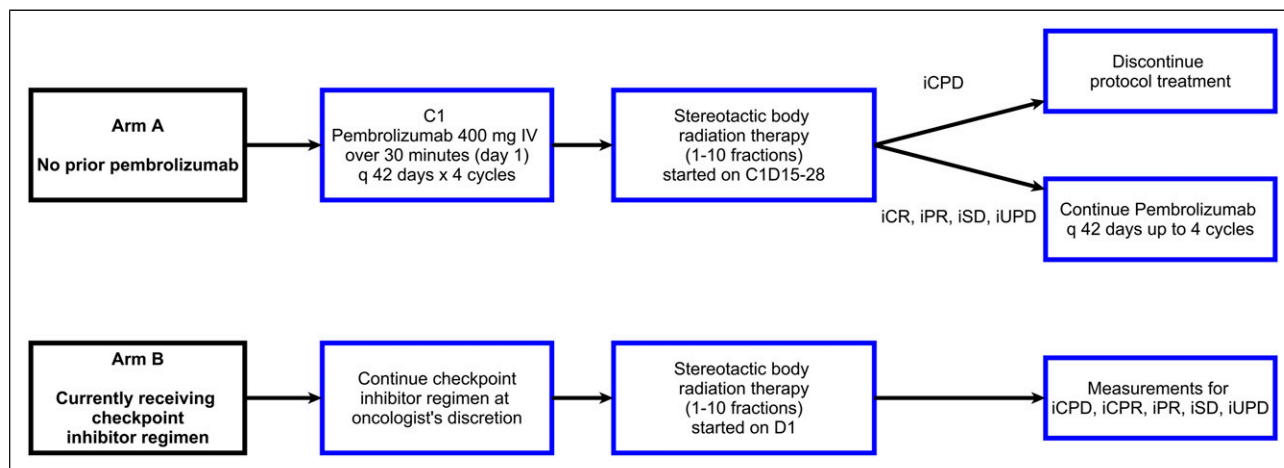 Arm A
No prior pembrolizumab
C1
Pembrolizumab 400 mg IV
over 30 minutes (day 1)
q 42 days x 4 cycles
Stereotactic body
radiation therapy
(1-10 fractions)
started on C1D15-28
iCPD
Discontinue
protocol treatment
iCR, iPR, iSD, iUPD
Continue Pembrolizumab
q 42 days up to 4 cycles
Arm B
Currently receiving
checkpoint
inhibitor regimen
Continue checkpoint
inhibitor regimen at
oncologist's discretion
Stereotactic body
radiation therapy
(1-10 fractions)
started on D1
Measurements for
iCPD, iCPR, iPR, iSD, iUPD